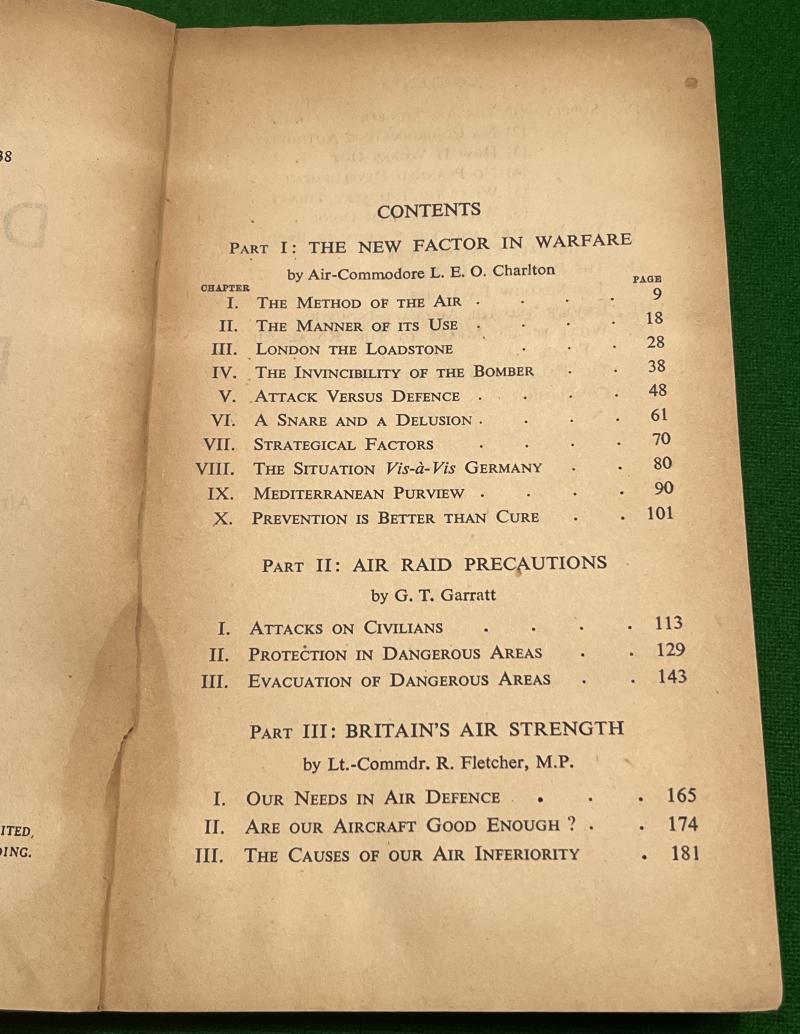 38
ITED,
DING.
CONTENTS
PART I: THE NEW FACTOR IN WARFARE
by Air-Commodore L. E. O. Charlton
CHAPTER PAGE
I. THE METHOD OF THE AIR . . . . 9
II. THE MANNER OF ITS USE . . . . 18
III. LONDON THE LOADSTONE . . . 28
IV. THE INVINCIBILITY OF THE BOMBER . . 38
V. ATTACK VERSUS DEFENCE . . . . 48
VI. A SNARE AND A DELUSION . . . . 61
VII. STRATEGICAL FACTORS . . . . 70
VIII. THE SITUATION Vis-à-Vis GERMANY . . 80
IX. MEDITERRANEAN PURVIEW . . . . 90
X. PREVENTION IS BETTER THAN CURE . . 101
PART II: AIR RAID PRECAUTIONS
by G. T. Garratt
I. ATTACKS ON CIVILIANS . . . . 113
II. PROTECTION IN DANGEROUS AREAS . . 129
III. EVACUATION OF DANGEROUS AREAS . . 143
PART III: BRITAIN'S AIR STRENGTH
by Lt.-Commdr. R. Fletcher, M.P.
I. OUR NEEDS IN AIR DEFENCE . . . 165
II. ARE OUR AIRCRAFT GOOD ENOUGH ? . . 174
III. THE CAUSES OF OUR AIR INFERIORITY . 181